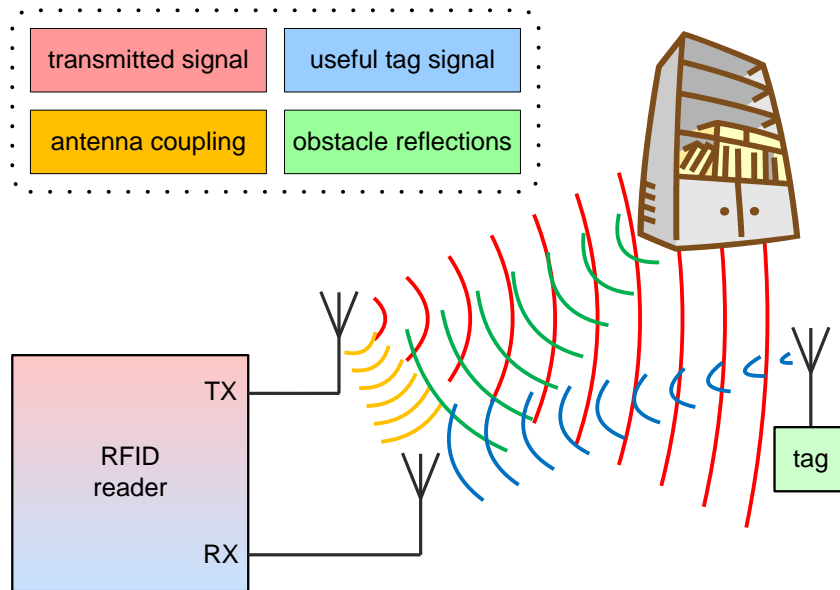 transmitted signal
useful tag signal
antenna coupling
obstacle reflections
TX
RFID
reader
tag
RX